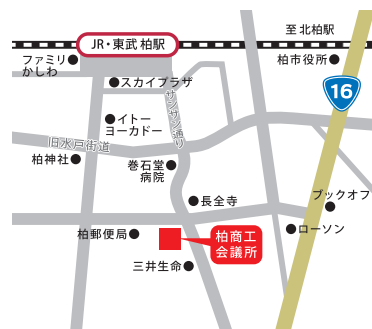 至北柏駅
JR・東武 柏駅
ファミリ
かしわ
柏市役所
スカイプラザ
16
サンサン通り
イトー
ヨーカドー
旧水戸街道
柏神社
巻石堂
病院
長全寺
ブックオフ
柏郵便局
柏商工
会議所
ローソン
三井生命